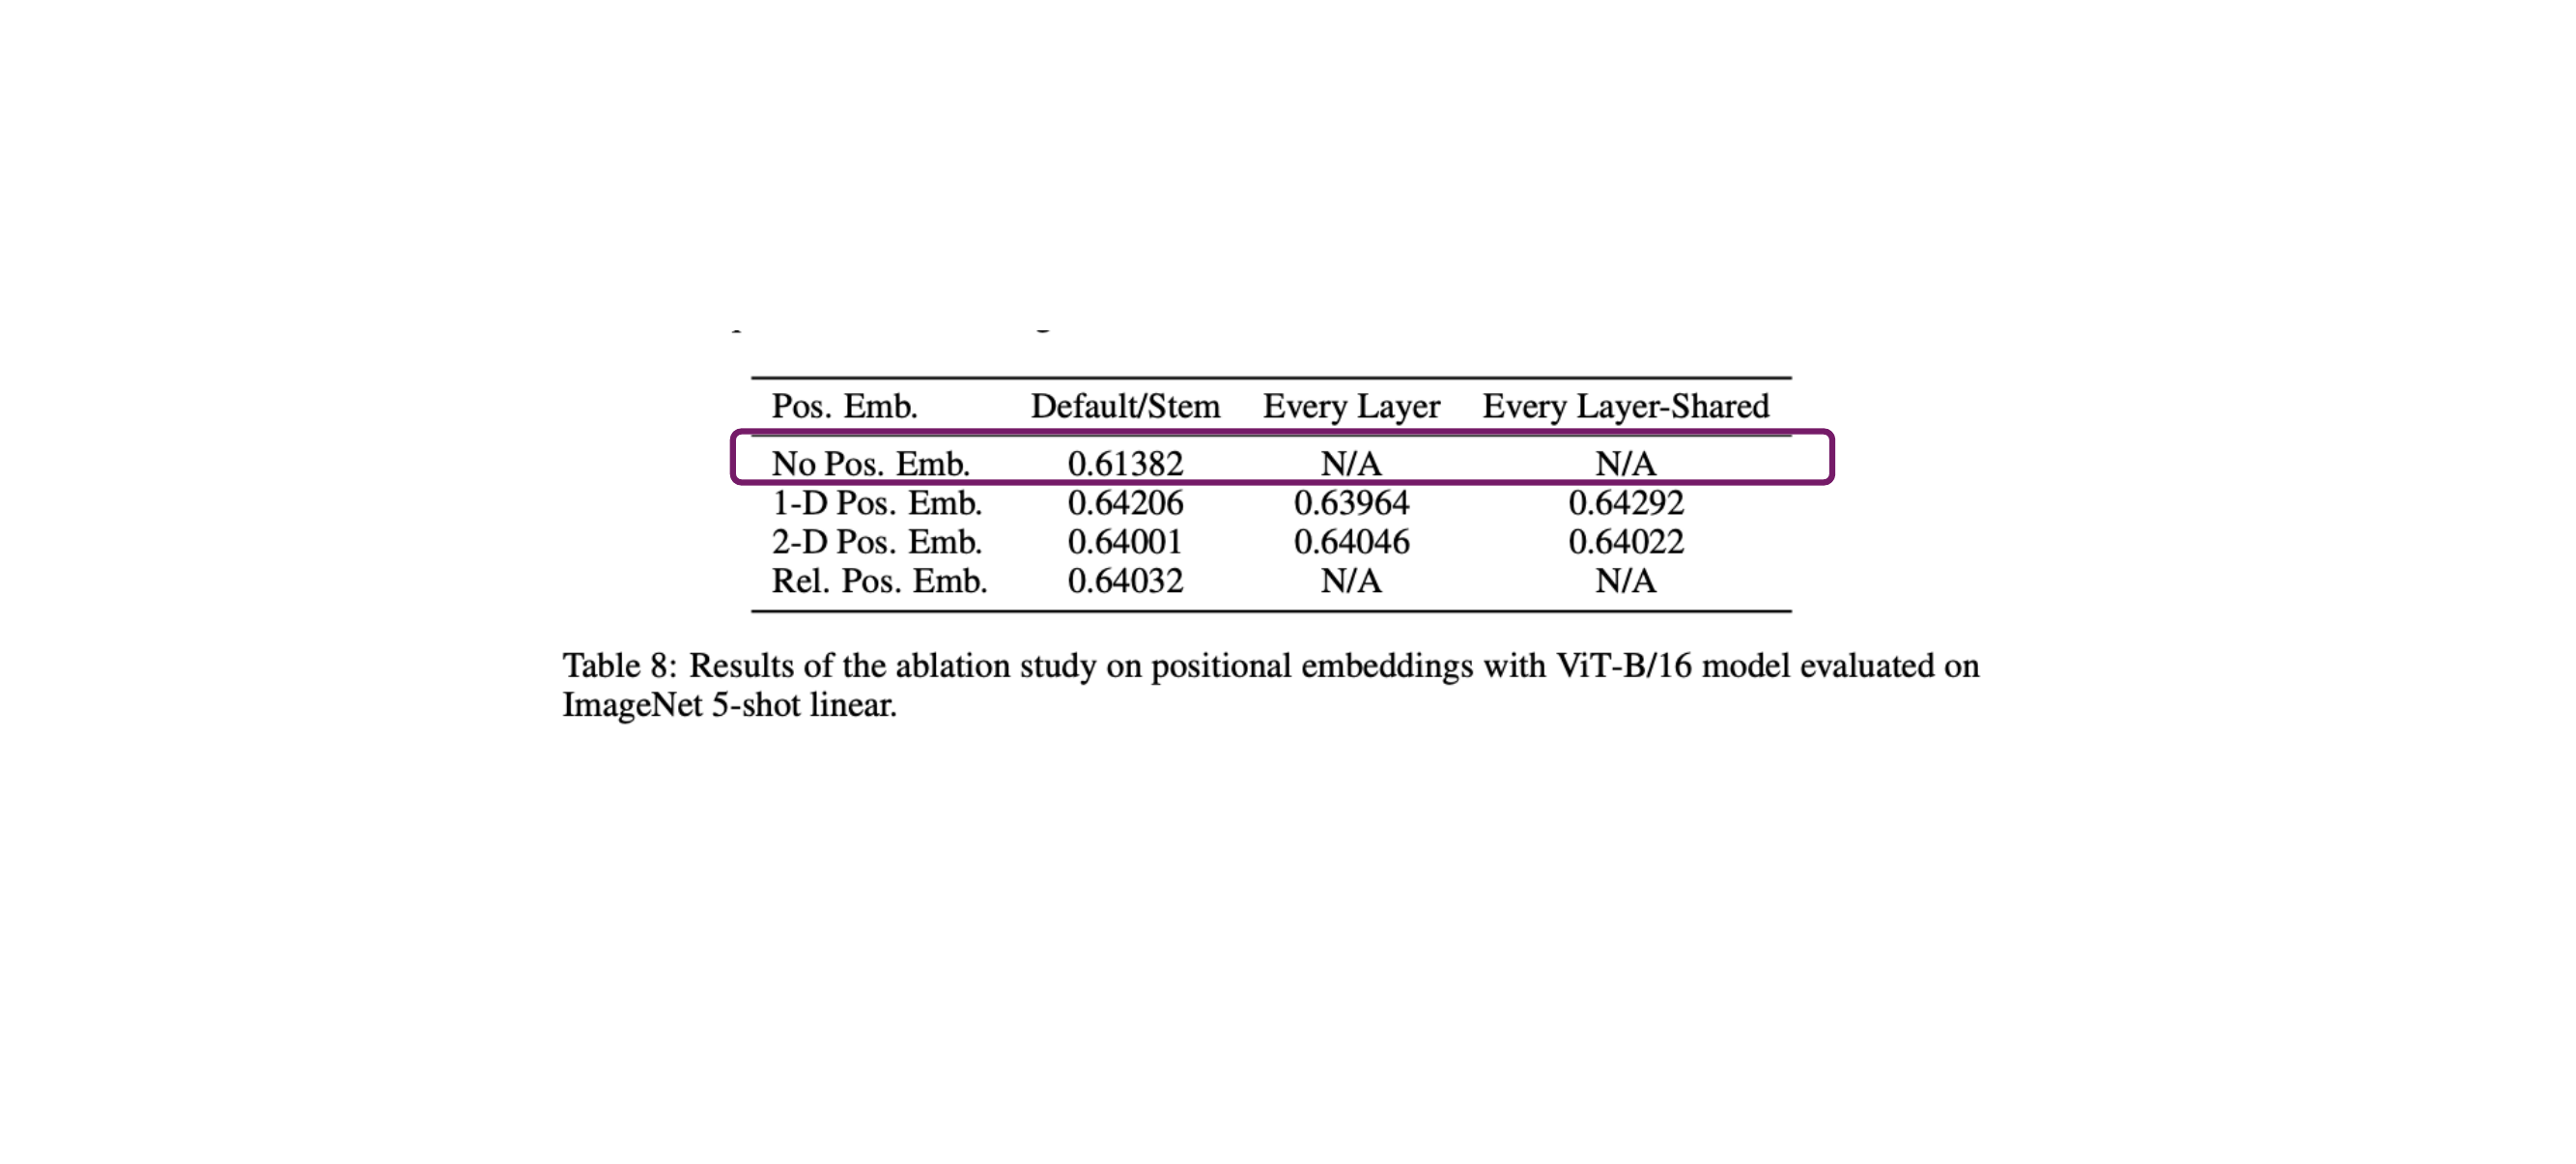 Pos. Emb. Default/Stem Every Layer Every Layer-Shared
No Pos. Emb. 0.61382 N/A N/A
1-D Pos. Emb. 0.64206 0.63964 0.64292
2-D Pos. Emb. 0.64001 0.64046 0.64022
Rel. Pos. Emb. 0.64032 N/A N/A
Table 8: Results of the ablation study on positional embeddings with ViT-B/16 model evaluated on
ImageNet 5-shot linear.